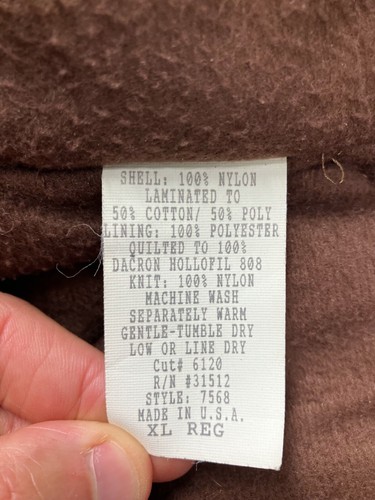 SHELL: 100% NYLON
LAMINATED TO
50% COTTON/ 50% POLY
LINING: 100% POLYESTER
QUILTED TO 100%
DACRON HOLLOFIL 808
KNIT: 100% NYLON
MACHINE WASH
SEPARATELY WARM
GENTLE-TUMBLE DRY
LOW OR LINE DRY
Cut# 6120
R/N #31512
STYLE: 7568
MADE IN U.S.A.
XL REG